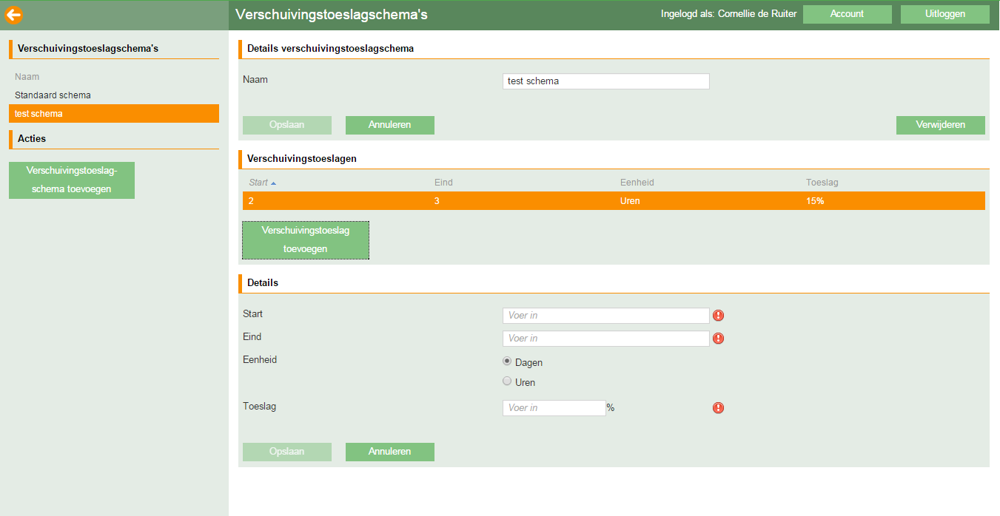 Verschuivingstoeslagschema's
Ingelogd als: Cornellie de Ruiter
Account
Uitloggen
Verschuivingstoeslagschema's
Naam
Standaard schema
test schema
Acties
Verschuivingstoeslag-
schema toevoegen
Details verschuivingstoeslagschema
Naam
test schema
Opslaan
Annuleren
Verwijderen
Verschuivingstoeslagen
Start Eind Eenheid Toeslag
2 3 Uren 15%
Verschuivingstoeslag
toevoegen
Details
Start
Voer in
Eind
Voer in
Eenheid
Dagen
Uren
Toeslag
Voer in %
Opslaan
Annuleren